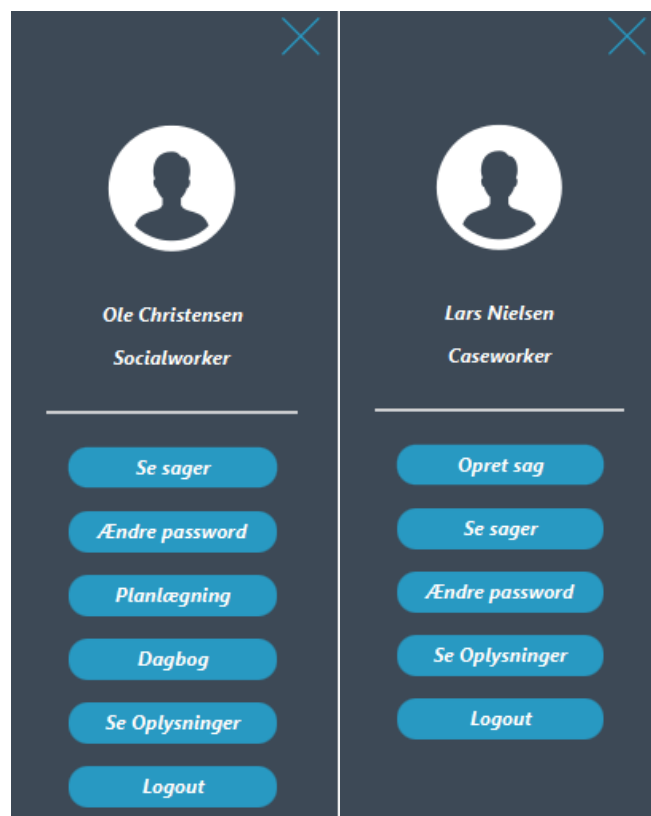 Ole Christensen
Socialworker
Se sager
Ændre password
Planlægning
Dagbog
Se Oplysninger
Logout
Lars Nielsen
Caseworker
Opret sag
Se sager
Ændre password
Se Oplysninger
Logout